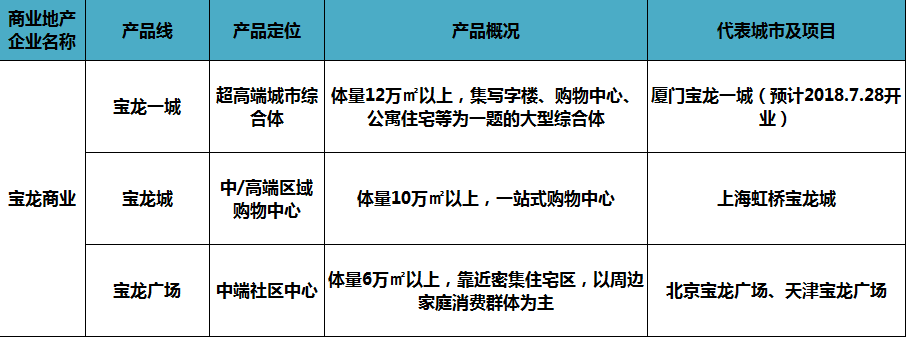 商业地产
企业名称
产品线
产品定位
产品概况
代表城市及项目
宝龙商业
宝龙一城
超高端城市综
合体
体量12万㎡以上，集写字楼、购物中心、
公寓住宅等为一题的大型综合体
厦门宝龙一城（预计2018.7.28开
业）
宝龙城
中/高端区域
购物中心
体量10万㎡以上，一站式购物中心
上海虹桥宝龙城
宝龙广场
中端社区中心
体量6万㎡以上，靠近密集住宅区，以周边
家庭消费群体为主
北京宝龙广场、天津宝龙广场